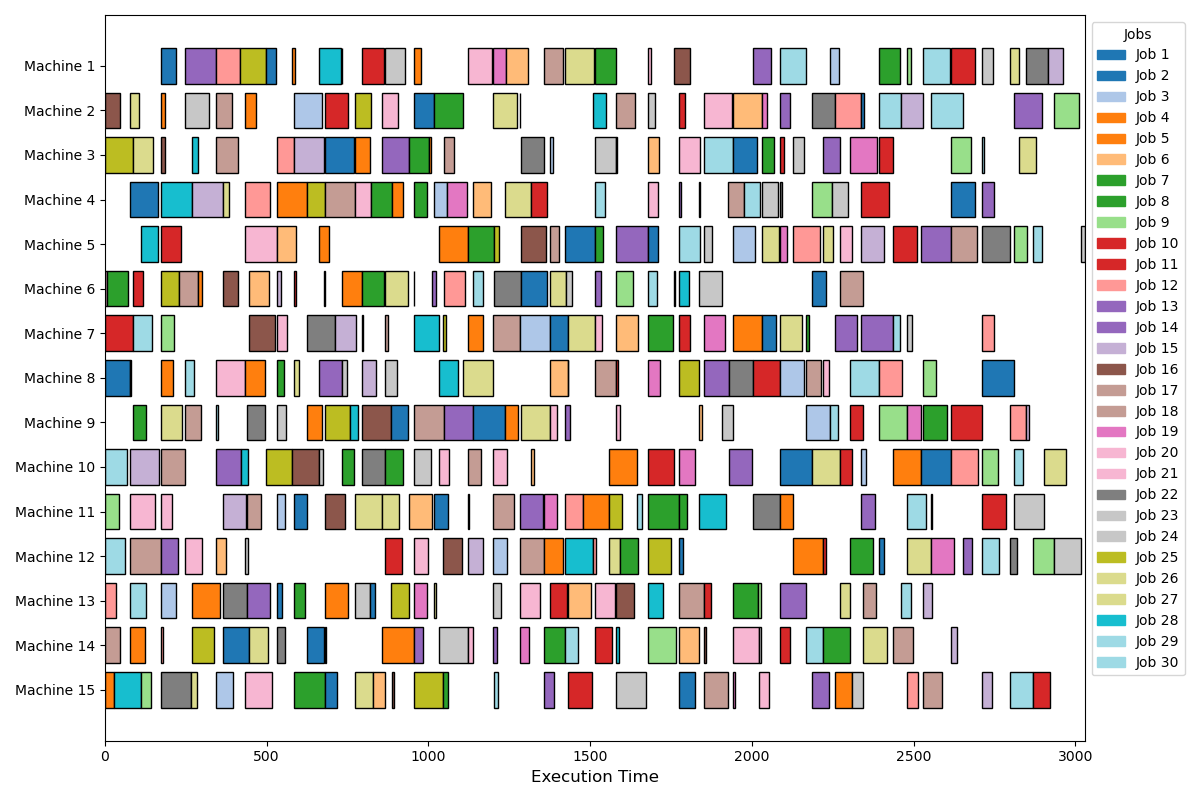 Machine 1
Machine 2
Machine 3
Machine 4
Machine 5
Machine 6
Machine 7
Machine 8
Machine 9
Machine 10
Machine 11
Machine 12
Machine 13
Machine 14
Machine 15
0 500 1000 1500 2000 2500 3000
Execution Time
Jobs
Job 1
Job 2
Job 3
Job 4
Job 5
Job 6
Job 7
Job 8
Job 9
Job 10
Job 11
Job 12
Job 13
Job 14
Job 15
Job 16
Job 17
Job 18
Job 19
Job 20
Job 21
Job 22
Job 23
Job 24
Job 25
Job 26
Job 27
Job 28
Job 29
Job 30